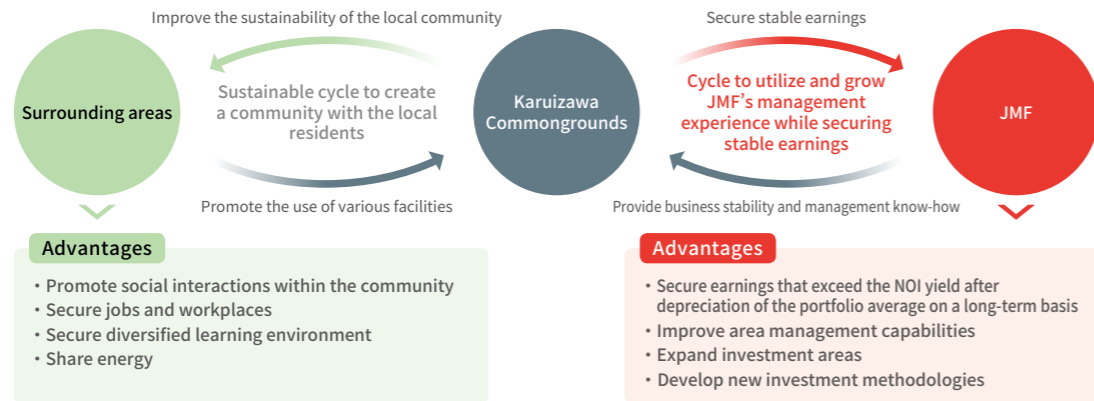 Improve the sustainability of the local community
Secure stable earnings
Surrounding areas
Sustainable cycle to create
a community with the local
residents
Karuizawa
Commongrounds
Cycle to utilize and grow
JMF's management
experience while securing
stable earnings
JMF
Promote the use of various facilities
Provide business stability and management know-how
Advantages
・Promote social interactions within the community
・Secure jobs and workplaces
・Secure diversified learning environment
・Share energy
Advantages
・Secure earnings that exceed the NOI yield after
depreciation of the portfolio average on a long-term basis
・Improve area management capabilities
・Expand investment areas
・Develop new investment methodologies